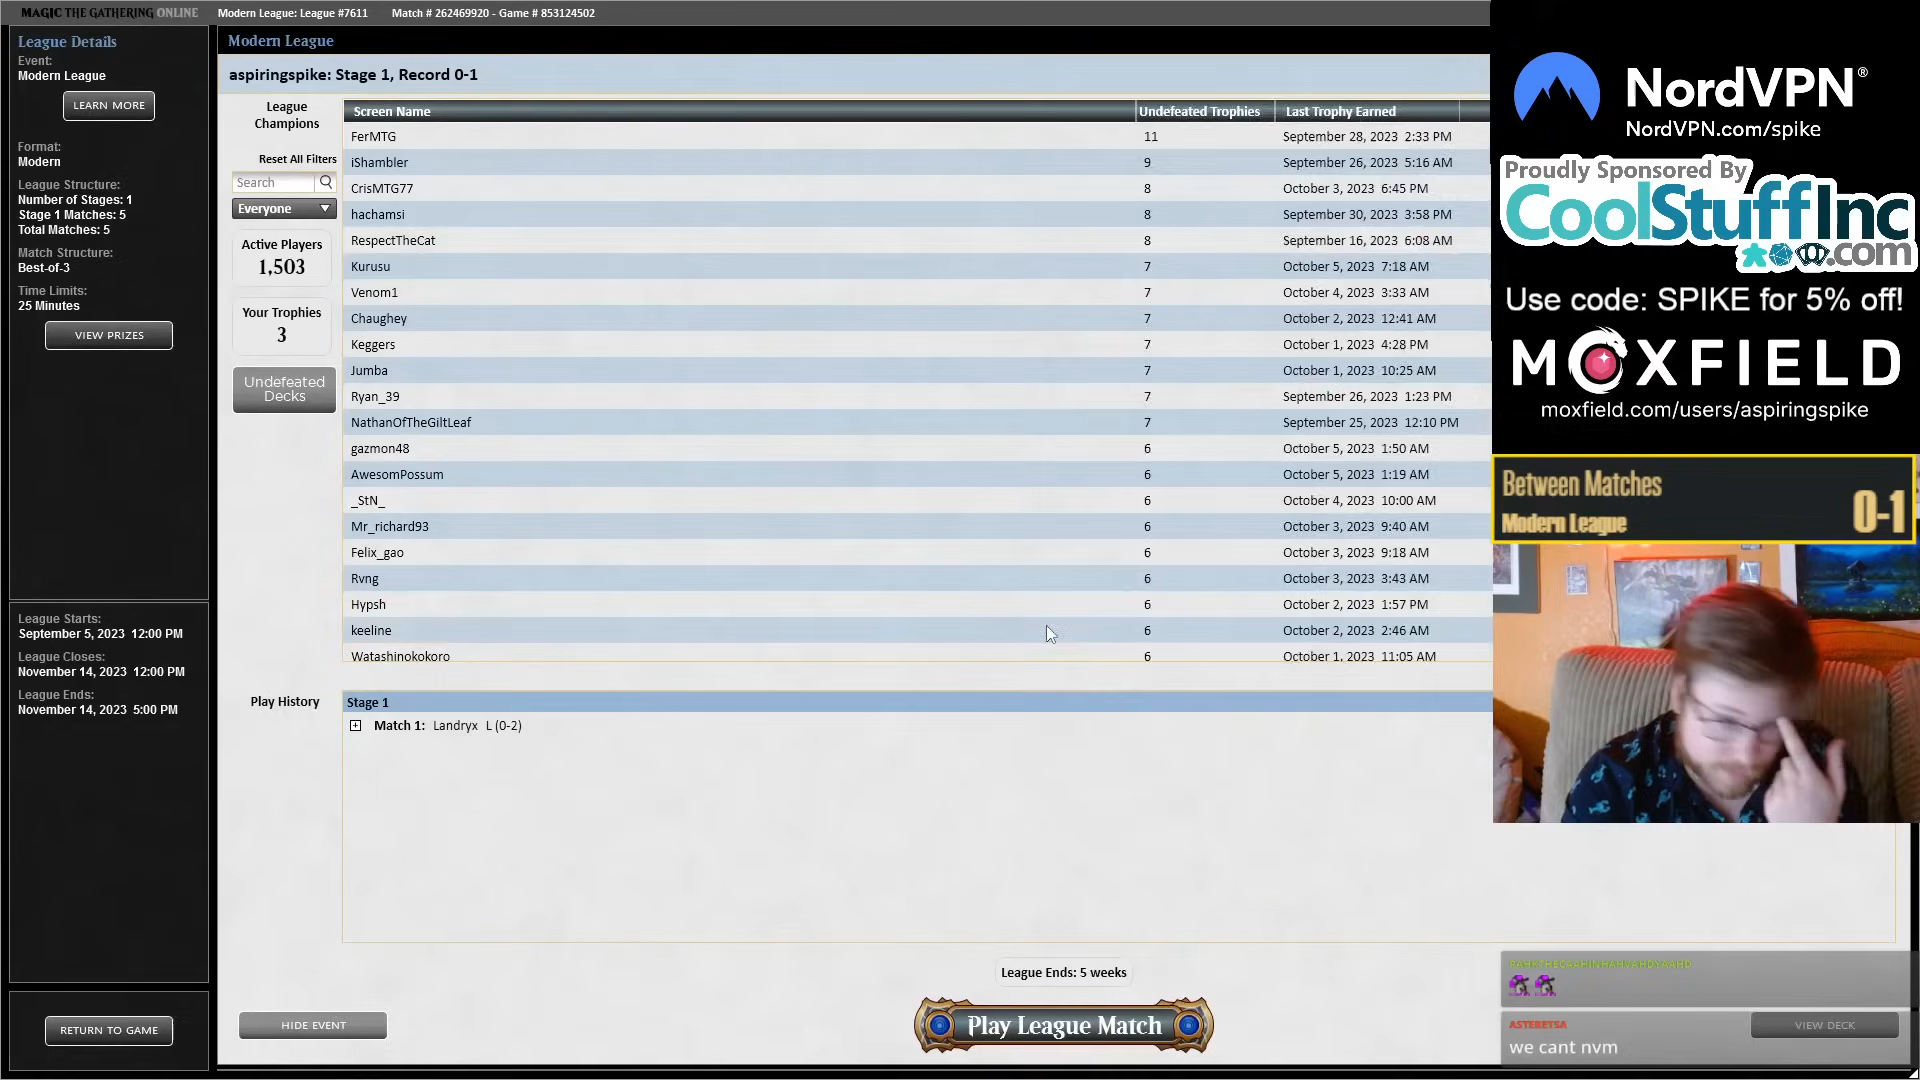 MAGIC THE GATHERING ONLINE
Modern League: League #7611
Match # 262469920 - Game # 853124502
League Details
Event:
Modern League
LEARN MORE
Format:
Modern
League Structure:
Number of Stages: 1
Stage 1 Matches: 5
Total Matches: 5
Match Structure:
Best-of-3
Time Limits:
25 Minutes
VIEW PRIZES
League Starts:
September 5, 2023 12:00 PM
League Closes:
November 14, 2023 12:00 PM
League Ends:
November 14, 2023 5:00 PM
RETURN TO GAME
Modern League
aspiringspike: Stage 1, Record 0-1
League
Champions
Reset All Filters
Search
Everyone
Active Players
1,503
Your Trophies
3
Undefeated
Decks
Screen Name Undefeated Trophies Last Trophy Earned
FerMTG 11 September 28, 2023 2:33 PM
iShambler 9 September 26, 2023 5:16 AM
CrisMTG77 8 October 3, 2023 6:45 PM
hachamsi 8 September 30, 2023 3:58 PM
RespectTheCat 8 September 16, 2023 6:08 AM
Kurusu 7 October 5, 2023 7:18 AM
Venom1 7 October 4, 2023 3:33 AM
Chaughey 7 October 2, 2023 12:41 AM
Keggers 7 October 1, 2023 4:28 PM
Jumba 7 October 1, 2023 10:25 AM
Ryan_39 7 September 26, 2023 1:23 PM
NathanOfTheGiltLeaf 7 September 25, 2023 12:10 PM
gazmon48 6 October 5, 2023 1:50 AM
AwesomPossum 6 October 5, 2023 1:19 AM
_StN_ 6 October 4, 2023 10:00 AM
Mr_richard93 6 October 3, 2023 9:40 AM
Felix_gao 6 October 3, 2023 9:18 AM
Rvng 6 October 3, 2023 3:43 AM
Hypsh 6 October 2, 2023 1:57 PM
keeline 6 October 2, 2023 2:46 AM
Watashinokokoro 6 October 1, 2023 11:05 AM
Play History
Stage 1
Match 1: Landryx L (0-2)
League Ends: 5 weeks
HIDE EVENT
Play League Match
NordVPN®
NordVPN.com/spike
Proudly Sponsored By
CoolStuffInc
.com
Use code: SPIKE for 5% off!
MOXFIELD
moxfield.com/users/aspiringspike
Between Matches
Modern League
0-1
ASTERETSA
VIEW DECK
we cant nvm